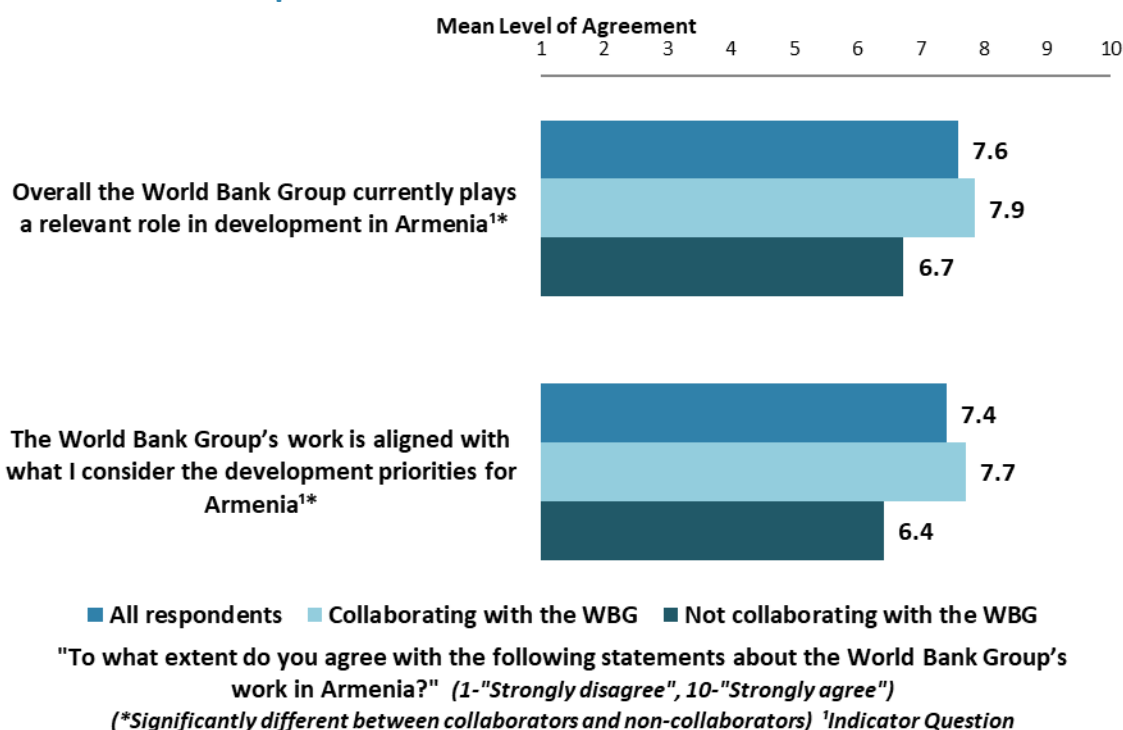 Mean Level of Agreement
1 2 3 4 5 6 7 8 9 10
Overall the World Bank Group currently plays
a relevant role in development in Armenia¹*
7.6
7.9
6.7
The World Bank Group’s work is aligned with
what I consider the development priorities for
Armenia¹*
7.4
7.7
6.4
All respondents Collaborating with the WBG Not collaborating with the WBG
"To what extent do you agree with the following statements about the World Bank Group’s
work in Armenia?" (1-"Strongly disagree", 10-"Strongly agree")
(*Significantly different between collaborators and non-collaborators) ¹Indicator Question